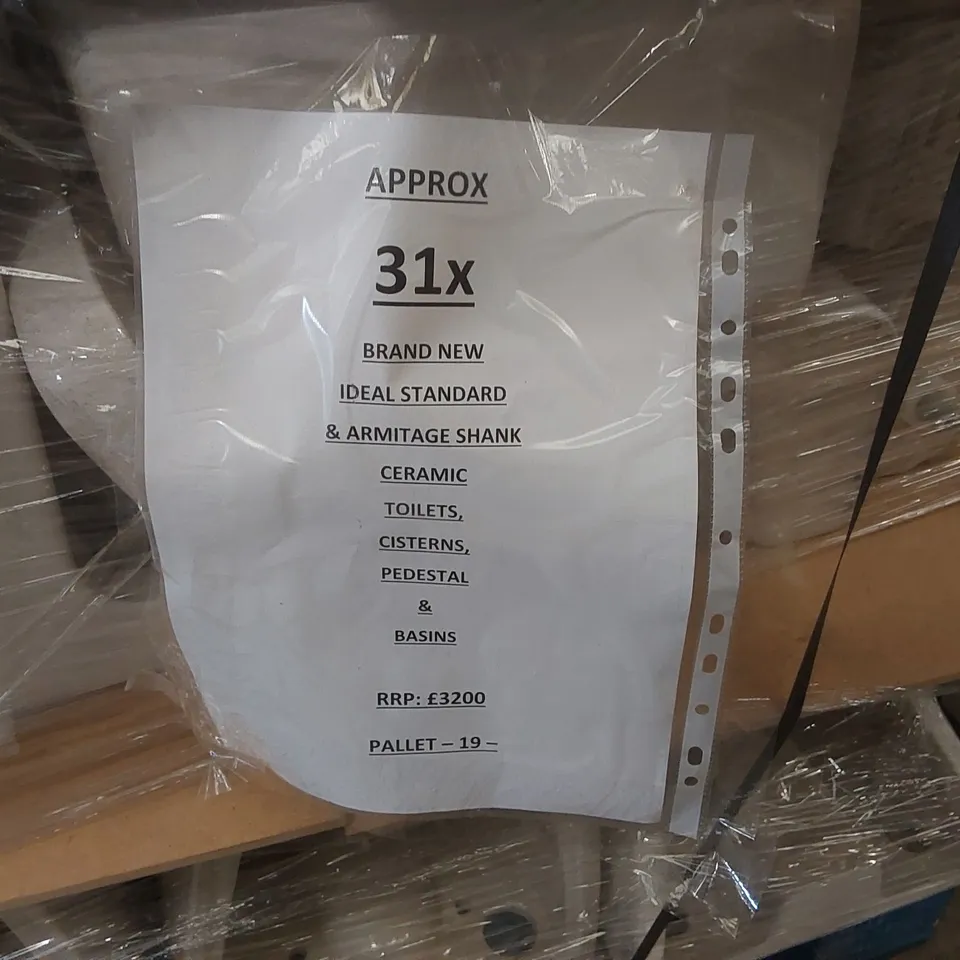 APPROX
31x
BRAND NEW
IDEAL STANDARD
& ARMITAGE SHANK
CERAMIC
TOILETS,
CISTERNS,
PEDESTAL
&
BASINS
RRP: £3200
PALLET – 19 –